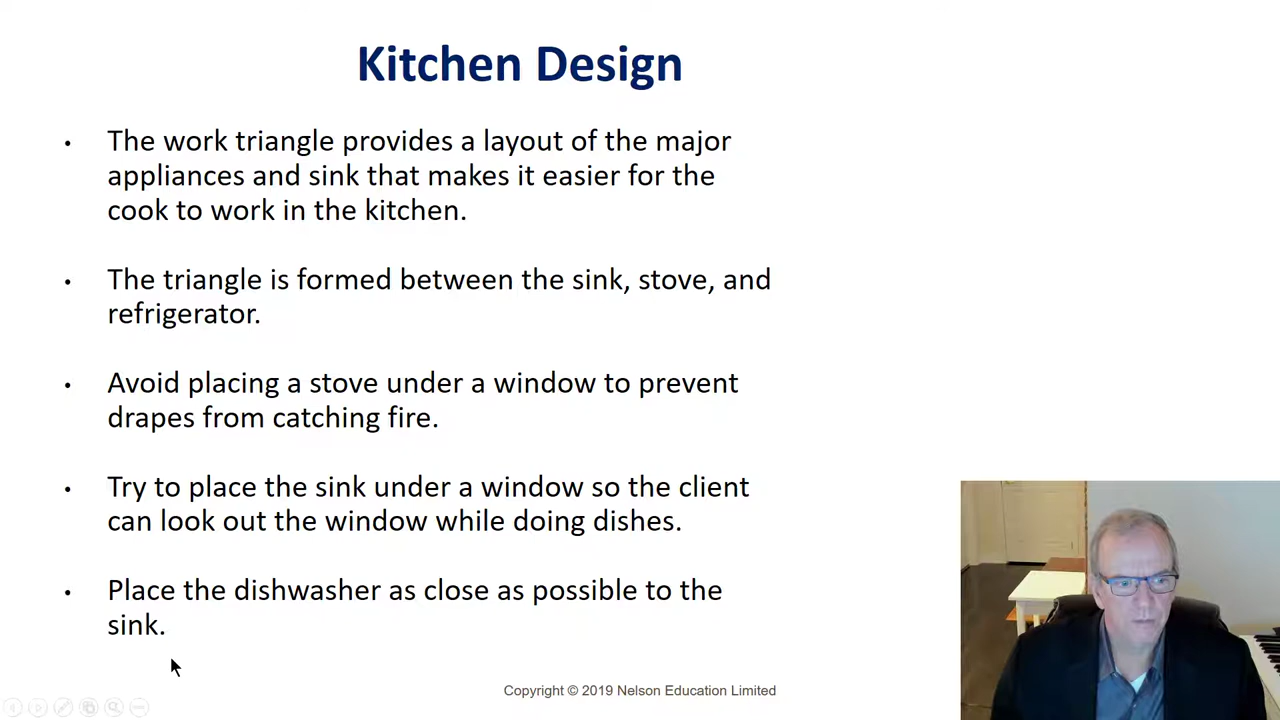 Kitchen Design
• The work triangle provides a layout of the major
appliances and sink that makes it easier for the
cook to work in the kitchen.
• The triangle is formed between the sink, stove, and
refrigerator.
• Avoid placing a stove under a window to prevent
drapes from catching fire.
• Try to place the sink under a window so the client
can look out the window while doing dishes.
• Place the dishwasher as close as possible to the
sink.
Copyright © 2019 Nelson Education Limited